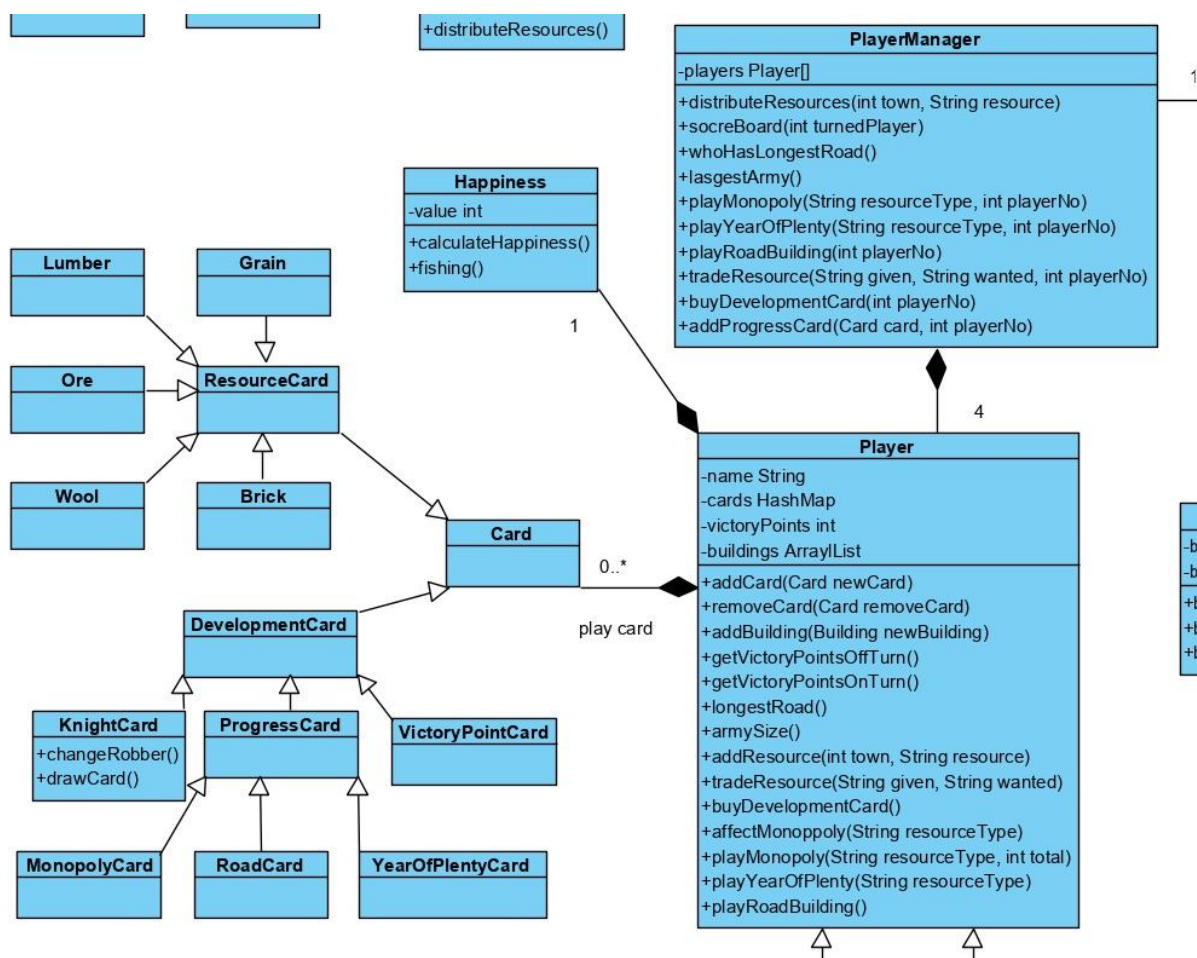 +distributeResources()
PlayerManager
-players Player[]
+distributeResources(int town, String resource)
+socreBoard(int turnedPlayer)
+whoHasLongestRoad()
+lasgestArmy()
+playMonopoly(String resourceType, int playerNo)
+playYearOfPlenty(String resourceType, int playerNo)
+playRoadBuilding(int playerNo)
+tradeResource(String given, String wanted, int playerNo)
+buyDevelopmentCard(int playerNo)
+addProgressCard(Card card, int playerNo)
1
Happiness
-value int
+calculateHappiness()
+fishing()
1
4
Lumber
Grain
Ore
ResourceCard
Wool
Brick
Card
0..*
play card
Player
-name String
-cards HashMap
-victoryPoints int
-buildings ArraylList
+addCard(Card newCard)
+removeCard(Card removeCard)
+addBuilding(Building newBuilding)
+getVictoryPointsOffTurn()
+getVictoryPointsOnTurn()
+longestRoad()
+armySize()
+addResource(int town, String resource)
+tradeResource(String given, String wanted)
+buyDevelopmentCard()
+affectMonoppoly(String resourceType)
+playMonopoly(String resourceType, int total)
+playYearOfPlenty(String resourceType)
+playRoadBuilding()
DevelopmentCard
KnightCard
+changeRobber()
+drawCard()
ProgressCard
VictoryPointCard
MonopolyCard
RoadCard
YearOfPlentyCard
-b
-b
+b
+b
+b